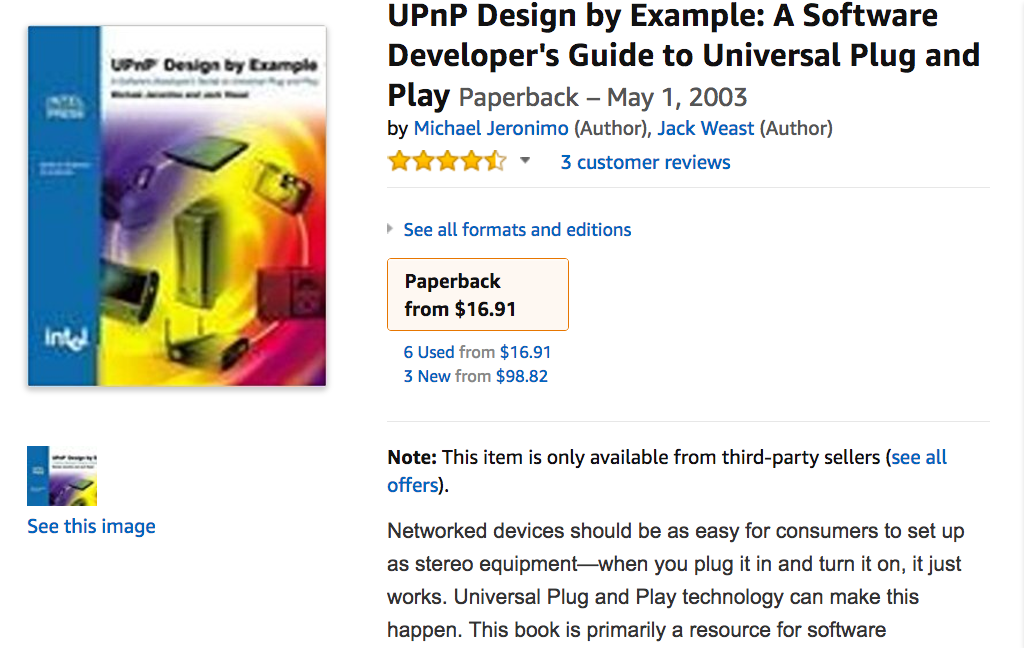 UPnP Design by Example: A Software
Developer's Guide to Universal Plug and
Play Paperback – May 1, 2003
by Michael Jeronimo (Author), Jack Weast (Author)
3 customer reviews
See all formats and editions
Paperback
from $16.91
6 Used from $16.91
3 New from $98.82
Note: This item is only available from third-party sellers (see all
offers).
Networked devices should be as easy for consumers to set up
as stereo equipment—when you plug it in and turn it on, it just
works. Universal Plug and Play technology can make this
happen. This book is primarily a resource for software
UPnP Design by Example
A Software Developer's Guide to Universal Plug and Play
Michael Jeronimo and Jack Weast
INTEL
PRESS
intel
See this image